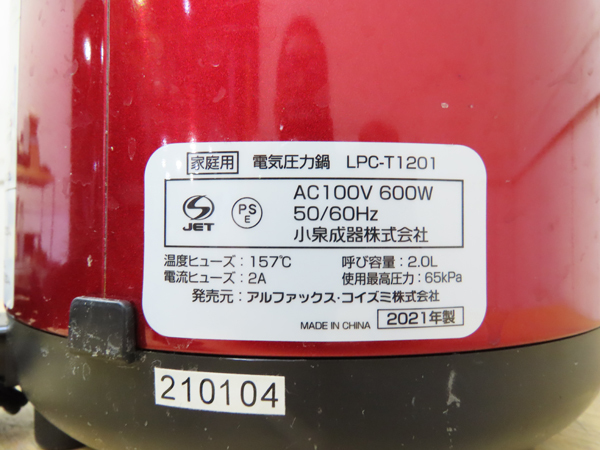 家庭用 電気圧力鍋 LPC-T1201
JET
PS
E
AC100V 600W
50/60Hz
小泉成器株式会社
温度ヒューズ：157℃ 呼び容量：2.0L
電流ヒューズ：2A 使用最高圧力：65kPa
発売元：アルファックス・コイズミ株式会社
MADE IN CHINA 2021年製
210104